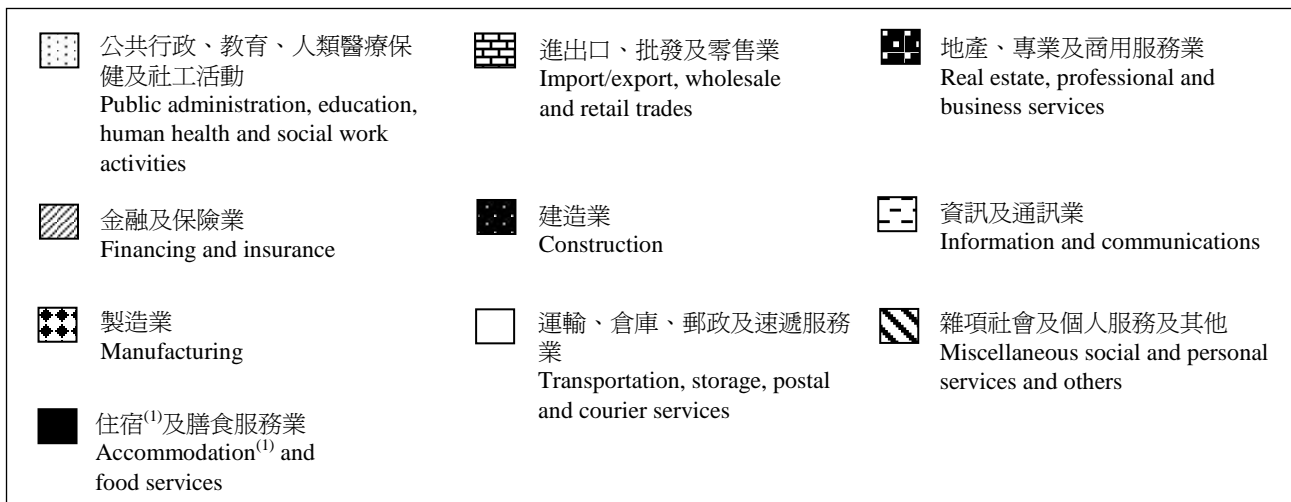 公共行政、教育、人類醫療保
健及社工活動
Public administration, education,
human health and social work
activities
進出口、批發及零售業
Import/export, wholesale
and retail trades
地產、專業及商用服務業
Real estate, professional and
business services
金融及保險業
Financing and insurance
建造業
Construction
資訊及通訊業
Information and communications
製造業
Manufacturing
運輸、倉庫、郵政及速遞服務
業
Transportation, storage, postal
and courier services
雜項社會及個人服務及其他
Miscellaneous social and personal
services and others
住宿(1)及膳食服務業
Accommodation(1) and
food services